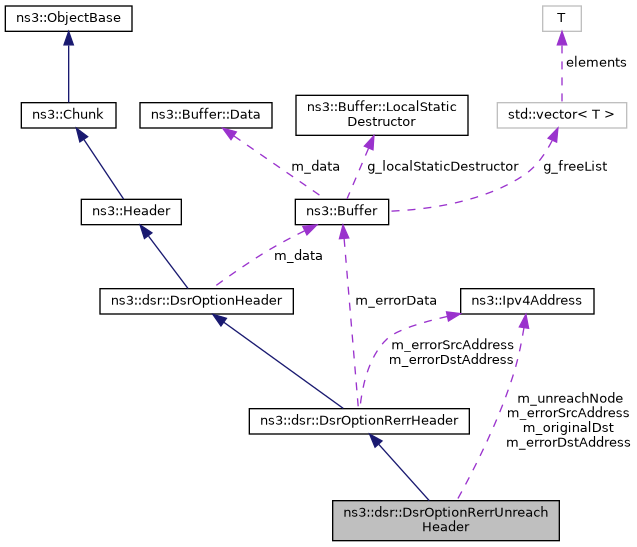 ns3::ObjectBase
T
elements
ns3::Chunk
ns3::Buffer::Data
ns3::Buffer::LocalStatic
Destructor
std::vector< T >
m_data
g_localStaticDestructor
g_freeList
ns3::Header
ns3::Buffer
m_data
ns3::dsr::DsrOptionHeader
m_errorData
ns3::Ipv4Address
m_errorSrcAddress
m_errorDstAddress
m_unreachNode
m_errorSrcAddress
m_originalDst
m_errorDstAddress
ns3::dsr::DsrOptionRerrHeader
ns3::dsr::DsrOptionRerrUnreach
Header